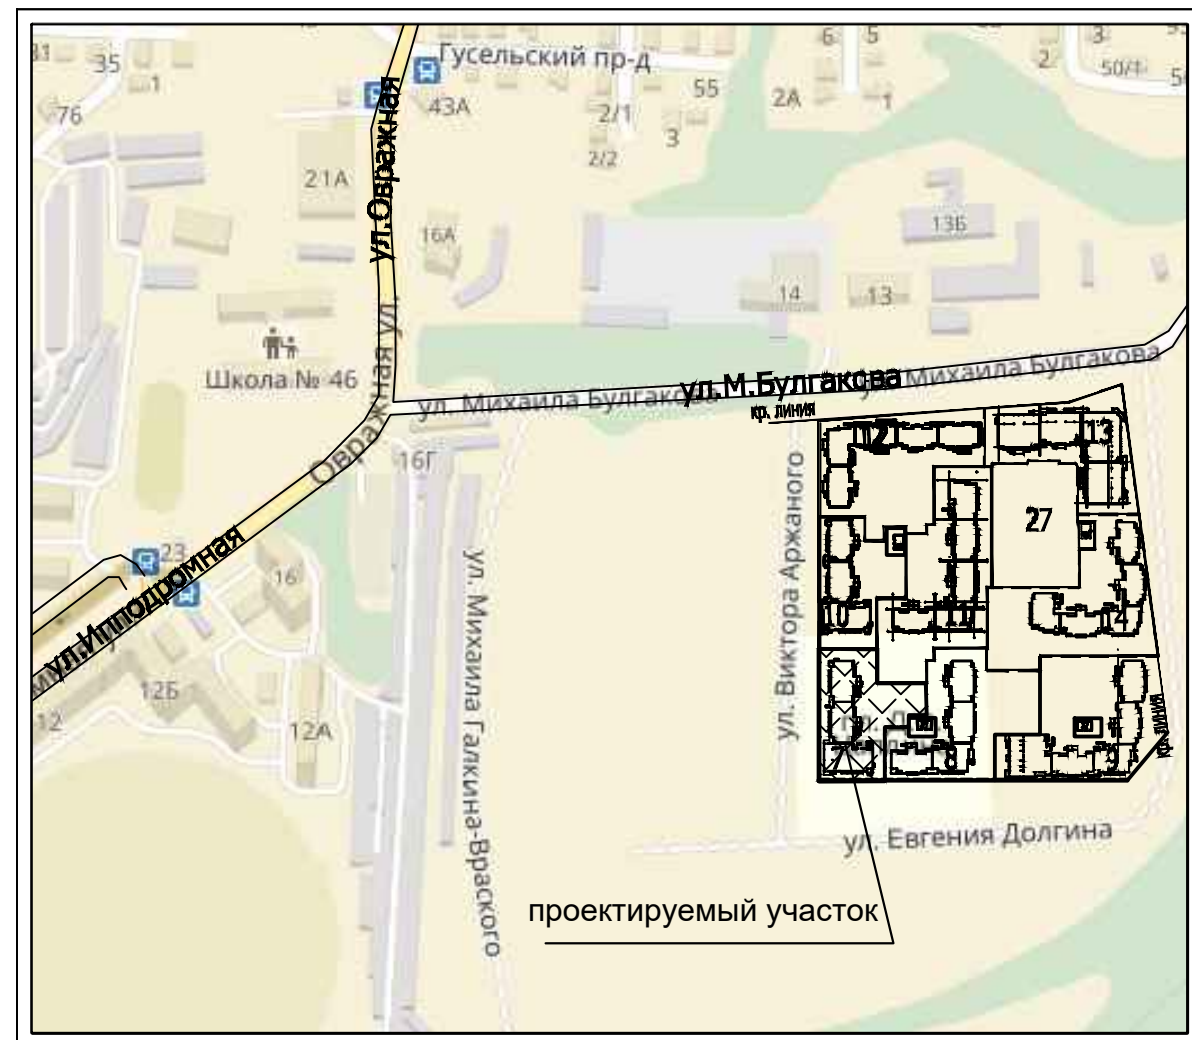 31
35
1
76
Гусельский пр-д
43А
55
2/1
3
2/2
2А
6
5
1
2
3
50/1
ул.Овражная
21А
16А
13Б
14
13
Школа № 46
Овражная ул.
ул. Михаила Булгакова
ул.М.Булгакова
ул. Михаила Булгакова
кр. линия
16Г
12
13
27
10
11
ул. Виктора Аржаного
ул. Михаила Галкина-Враского
23
16
ул.Ипподромная
12Б
12А
12
8
9
кр. линия
ул. Евгения Долгина
проектируемый участок